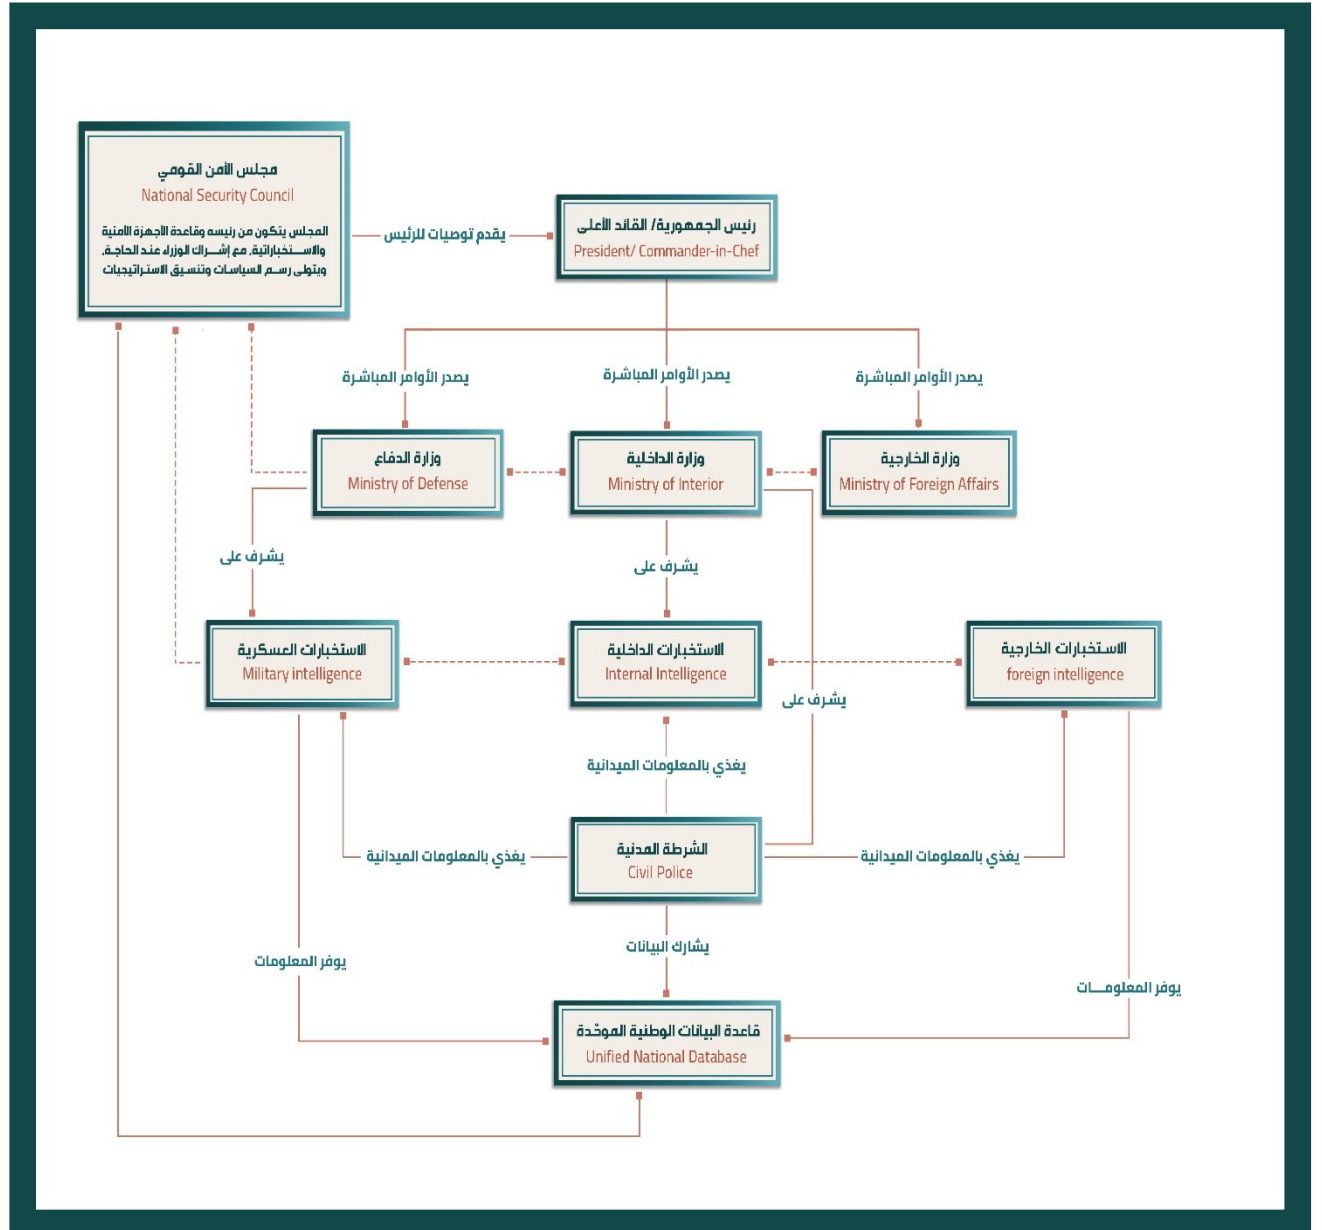 مجلس الأمن القومي
National Security Council
المجلس يتكون من رئيسه وقاعدة الأجهزة الأمنية
والاستخباراتية، مع إشراك الوزراء عند الحاجة،
ويتولى رسم السياسات وتنسيق الاستراتيجيات
يقدم توصيات للرئيس
رئيس الجمهورية/ القائد الأعلى
President/ Commander-in-Chief
يصدر الأوامر المباشرة
يصدر الأوامر المباشرة
يصدر الأوامر المباشرة
وزارة الدفاع
Ministry of Defense
وزارة الداخلية
Ministry of Interior
وزارة الخارجية
Ministry of Foreign Affairs
يشرف على
يشرف على
الاستخبارات العسكرية
Military intelligence
الاستخبارات الداخلية
Internal Intelligence
الاستخبارات الخارجية
foreign intelligence
يشرف على
يغذي بالمعلومات الميدانية
يغذي بالمعلومات الميدانية
الشرطة المدنية
Civil Police
يغذي بالمعلومات الميدانية
يشارك البيانات
يوفر المعلومات
يوفر المعلومات
قاعدة البيانات الوطنية الموحّدة
Unified National Database